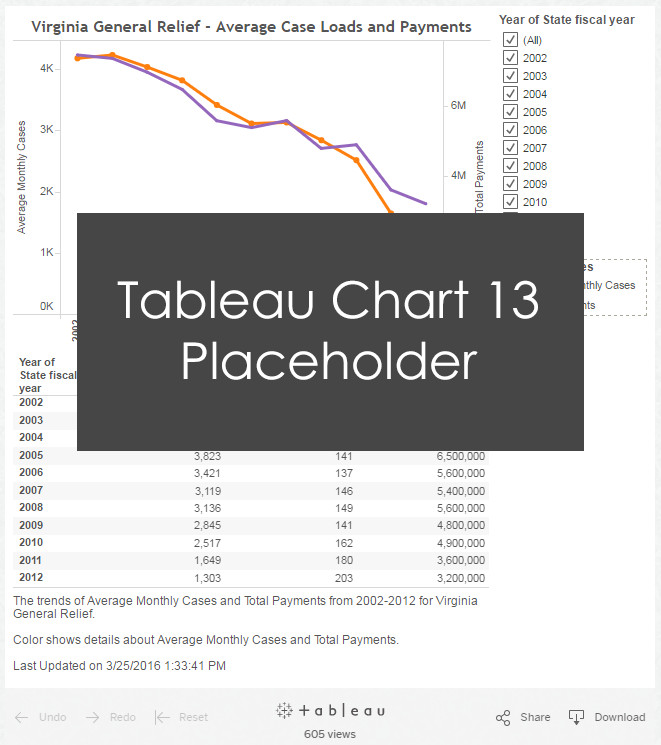 Virginia General Relief - Average Case Loads and Payments
Year of State fiscal year
(All)
2002
2003
2004
2005
2006
2007
2008
2009
2010
4K
3K
2K
1K
0K
Average Monthly Cases
6M
4M
Total Payments
2002
Tableau Chart 13
Placeholder
Cases
nts
Year of
State fiscal
year
2002
2003
2004
2005 3,823 141 6,500,000
2006 3,421 137 5,600,000
2007 3,119 146 5,400,000
2008 3,136 149 5,600,000
2009 2,845 141 4,800,000
2010 2,517 162 4,900,000
2011 1,649 180 3,600,000
2012 1,303 203 3,200,000
The trends of Average Monthly Cases and Total Payments from 2002-2012 for Virginia
General Relief.
Color shows details about Average Monthly Cases and Total Payments.
Last Updated on 3/25/2016 1:33:41 PM
Undo Redo Reset
tableau
605 views
Share Download